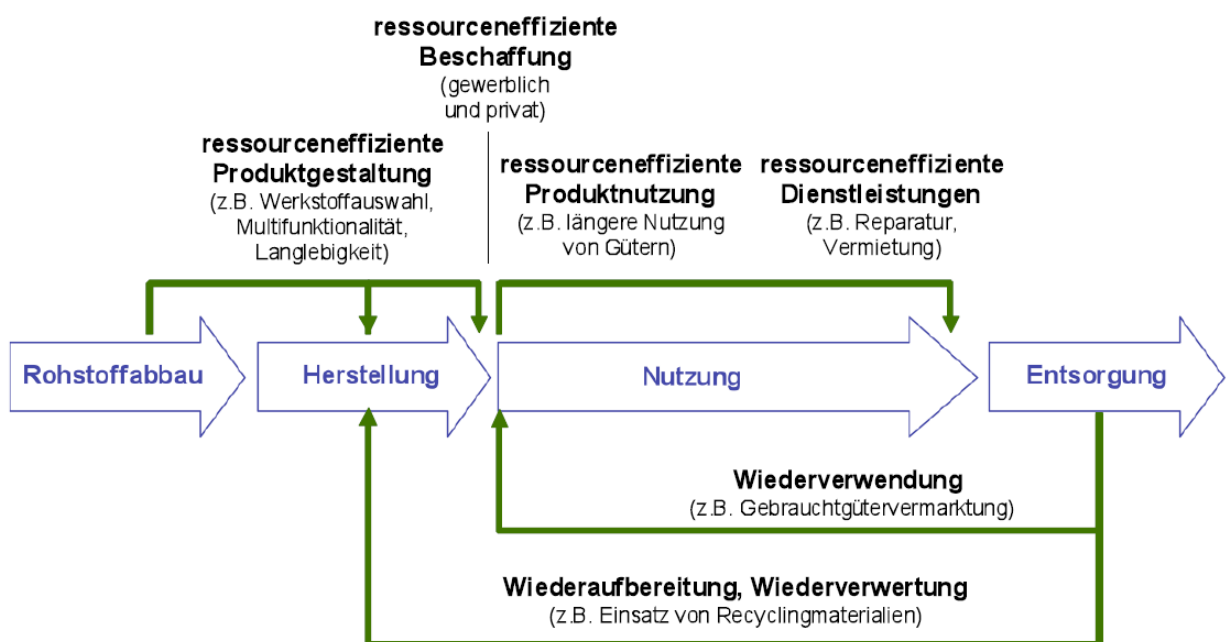 ressourceneffiziente
Beschaffung
(gewerblich
und privat)
ressourceneffiziente
Produktgestaltung
(z.B. Werkstoffauswahl,
Multifunktionalität,
Langlebigkeit)
ressourceneffiziente
Produktnutzung
(z.B. längere Nutzung
von Gütern)
ressourceneffiziente
Dienstleistungen
(z.B. Reparatur,
Vermietung)
Rohstoffabbau
Herstellung
Nutzung
Entsorgung
Wiederverwendung
(z.B. Gebrauchtgütervermarktung)
Wiederaufbereitung, Wiederverwertung
(z.B. Einsatz von Recyclingmaterialien)